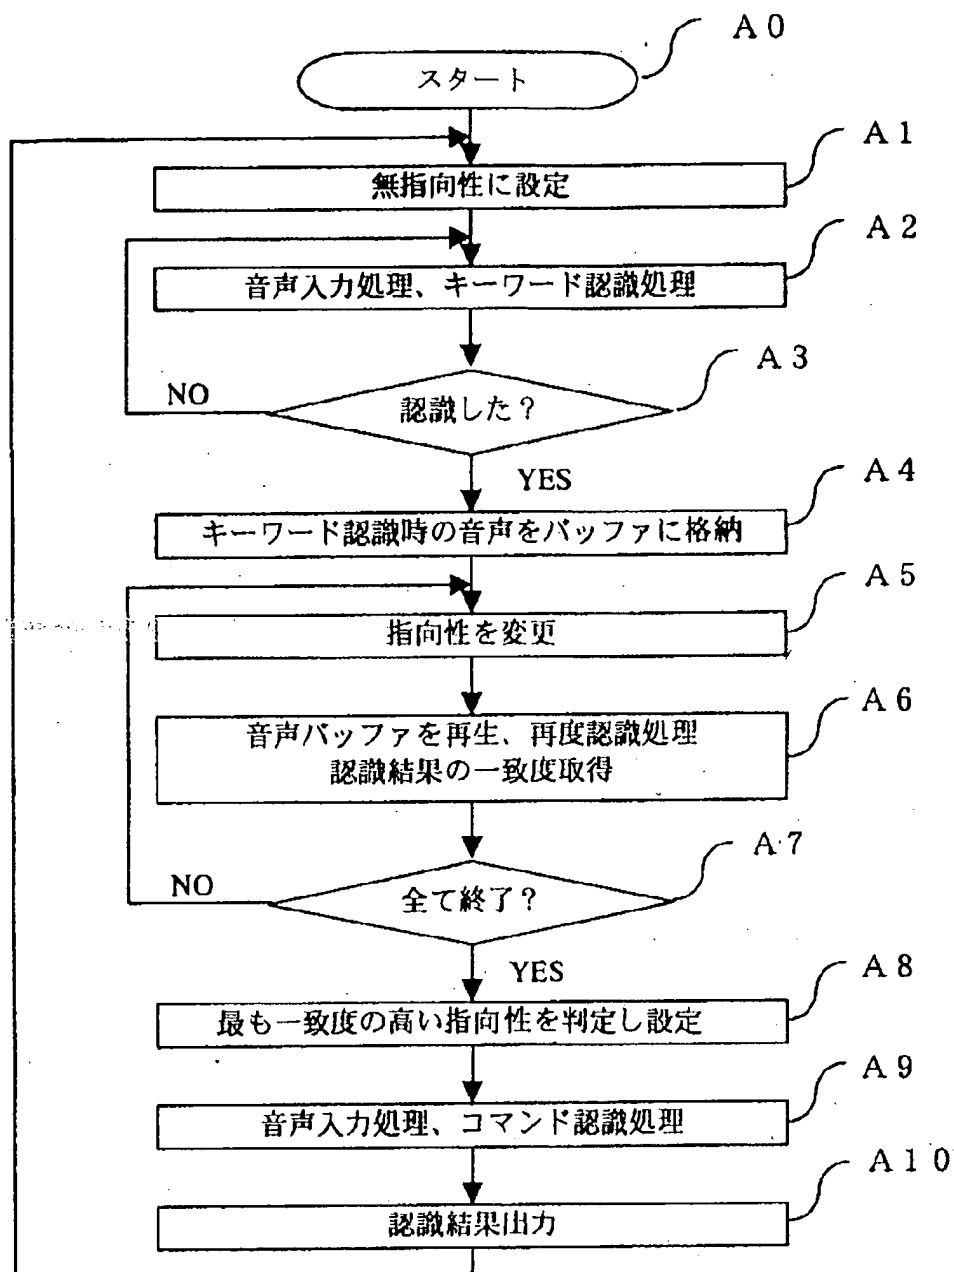 A0
スタート
A1
無指向性に設定
A2
音声入力処理、キーワード認識処理
A3
認識した？
NO
YES
A4
キーワード認識時の音声をバッファに格納
A5
指向性を変更
A6
音声バッファを再生、再度認識処理
認識結果の一致度取得
A7
全て終了？
NO
YES
A8
最も一致度の高い指向性を判定し設定
A9
音声入力処理、コマンド認識処理
A10
認識結果出力